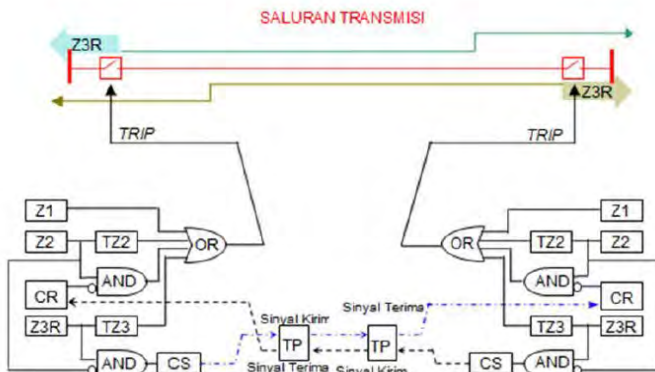 SALURAN TRANSMISI
Z3R
Z3R
TRIP
TRIP
Z1
Z1
OR
OR
Z2
TZ2
TZ2
Z2
AND
AND
CR
CR
Sinyal Kirim
Sinyal Terima
Z3R
TZ3
TZ3
Z3R
TP
TP
AND
CS
Sinyal Terima
Sinyal Kirim
CS
AND